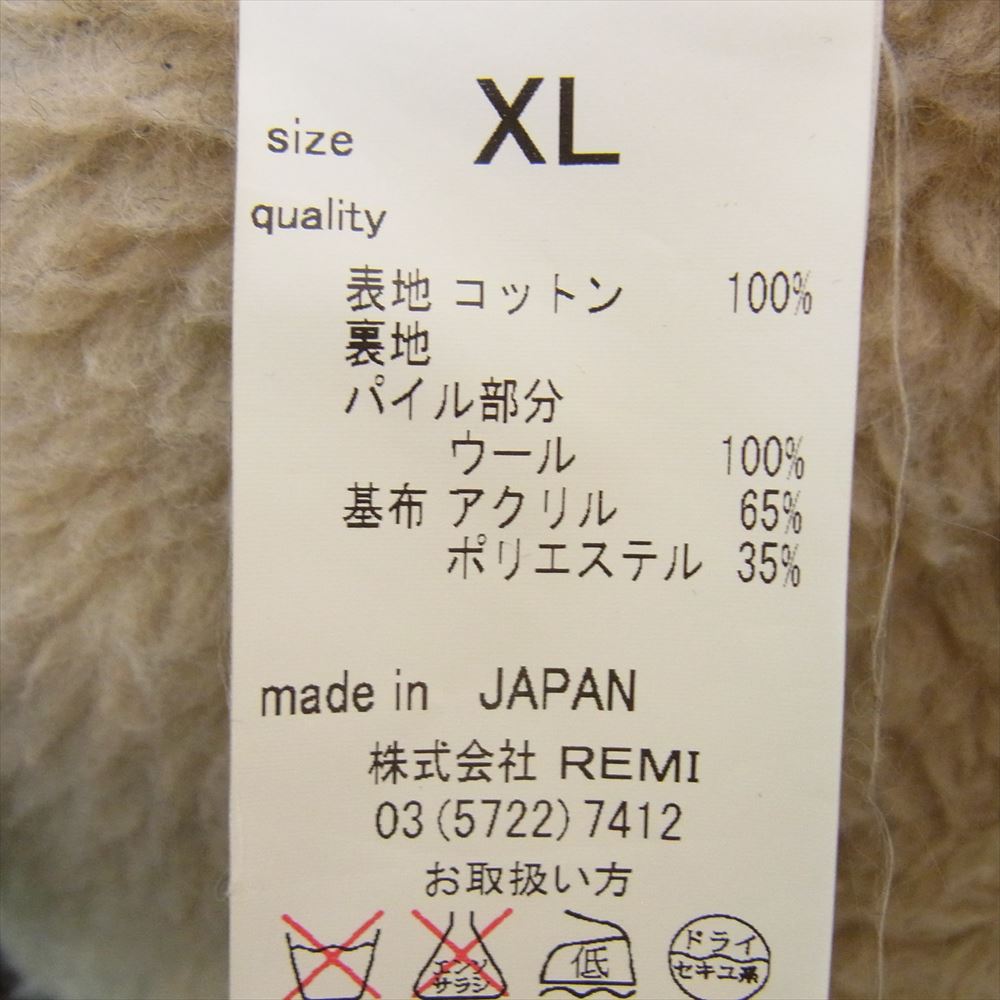 size XL
quality
表地 コットン 100%
裏地
パイル部分
ウール 100%
基布 アクリル 65%
ポリエステル 35%
made in JAPAN
株式会社 REMI
03(5722)7412
お取扱い方
エンソ
サラシ
低
ドライ
セキユ系